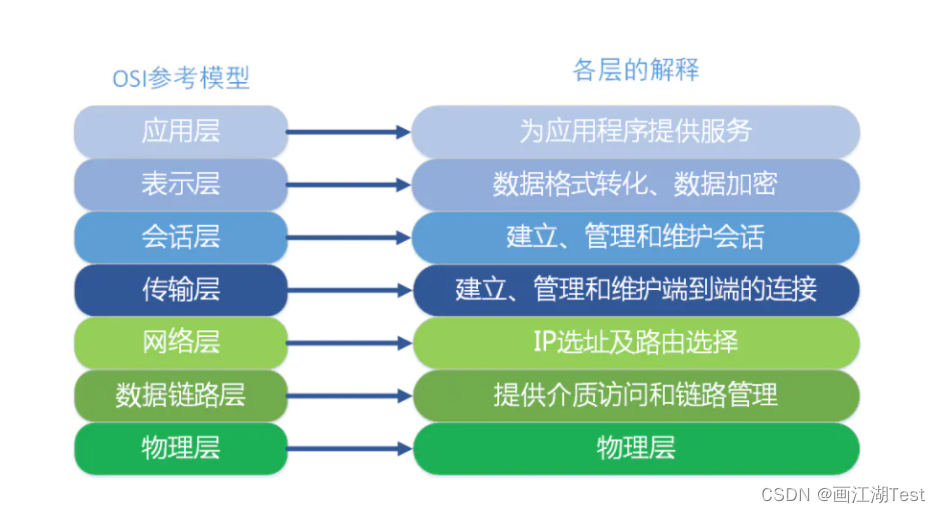 OSI参考模型 各层的解释
应用层 为应用程序提供服务
表示层 数据格式转化、数据加密
会话层 建立、管理和维护会话
传输层 建立、管理和维护端到端的连接
网络层 IP选址及路由选择
数据链路层 提供介质访问和链路管理
物理层 物理层
CSDN @画江湖Test